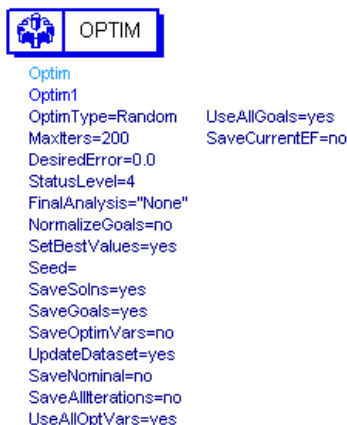 OPTIM
Optim
Optim1
OptimType=Random UseAllGoals=yes
MaxIters=200 SaveCurrentEF=no
DesiredError=0.0
StatusLevel=4
FinalAnalysis="None"
NormalizeGoals=no
SetBestValues=yes
Seed=
SaveSolns=yes
SaveGoals=yes
SaveOptimVars=no
UpdateDataset=yes
SaveNominal=no
SaveAllIterations=no
UseAllOptVars=yes